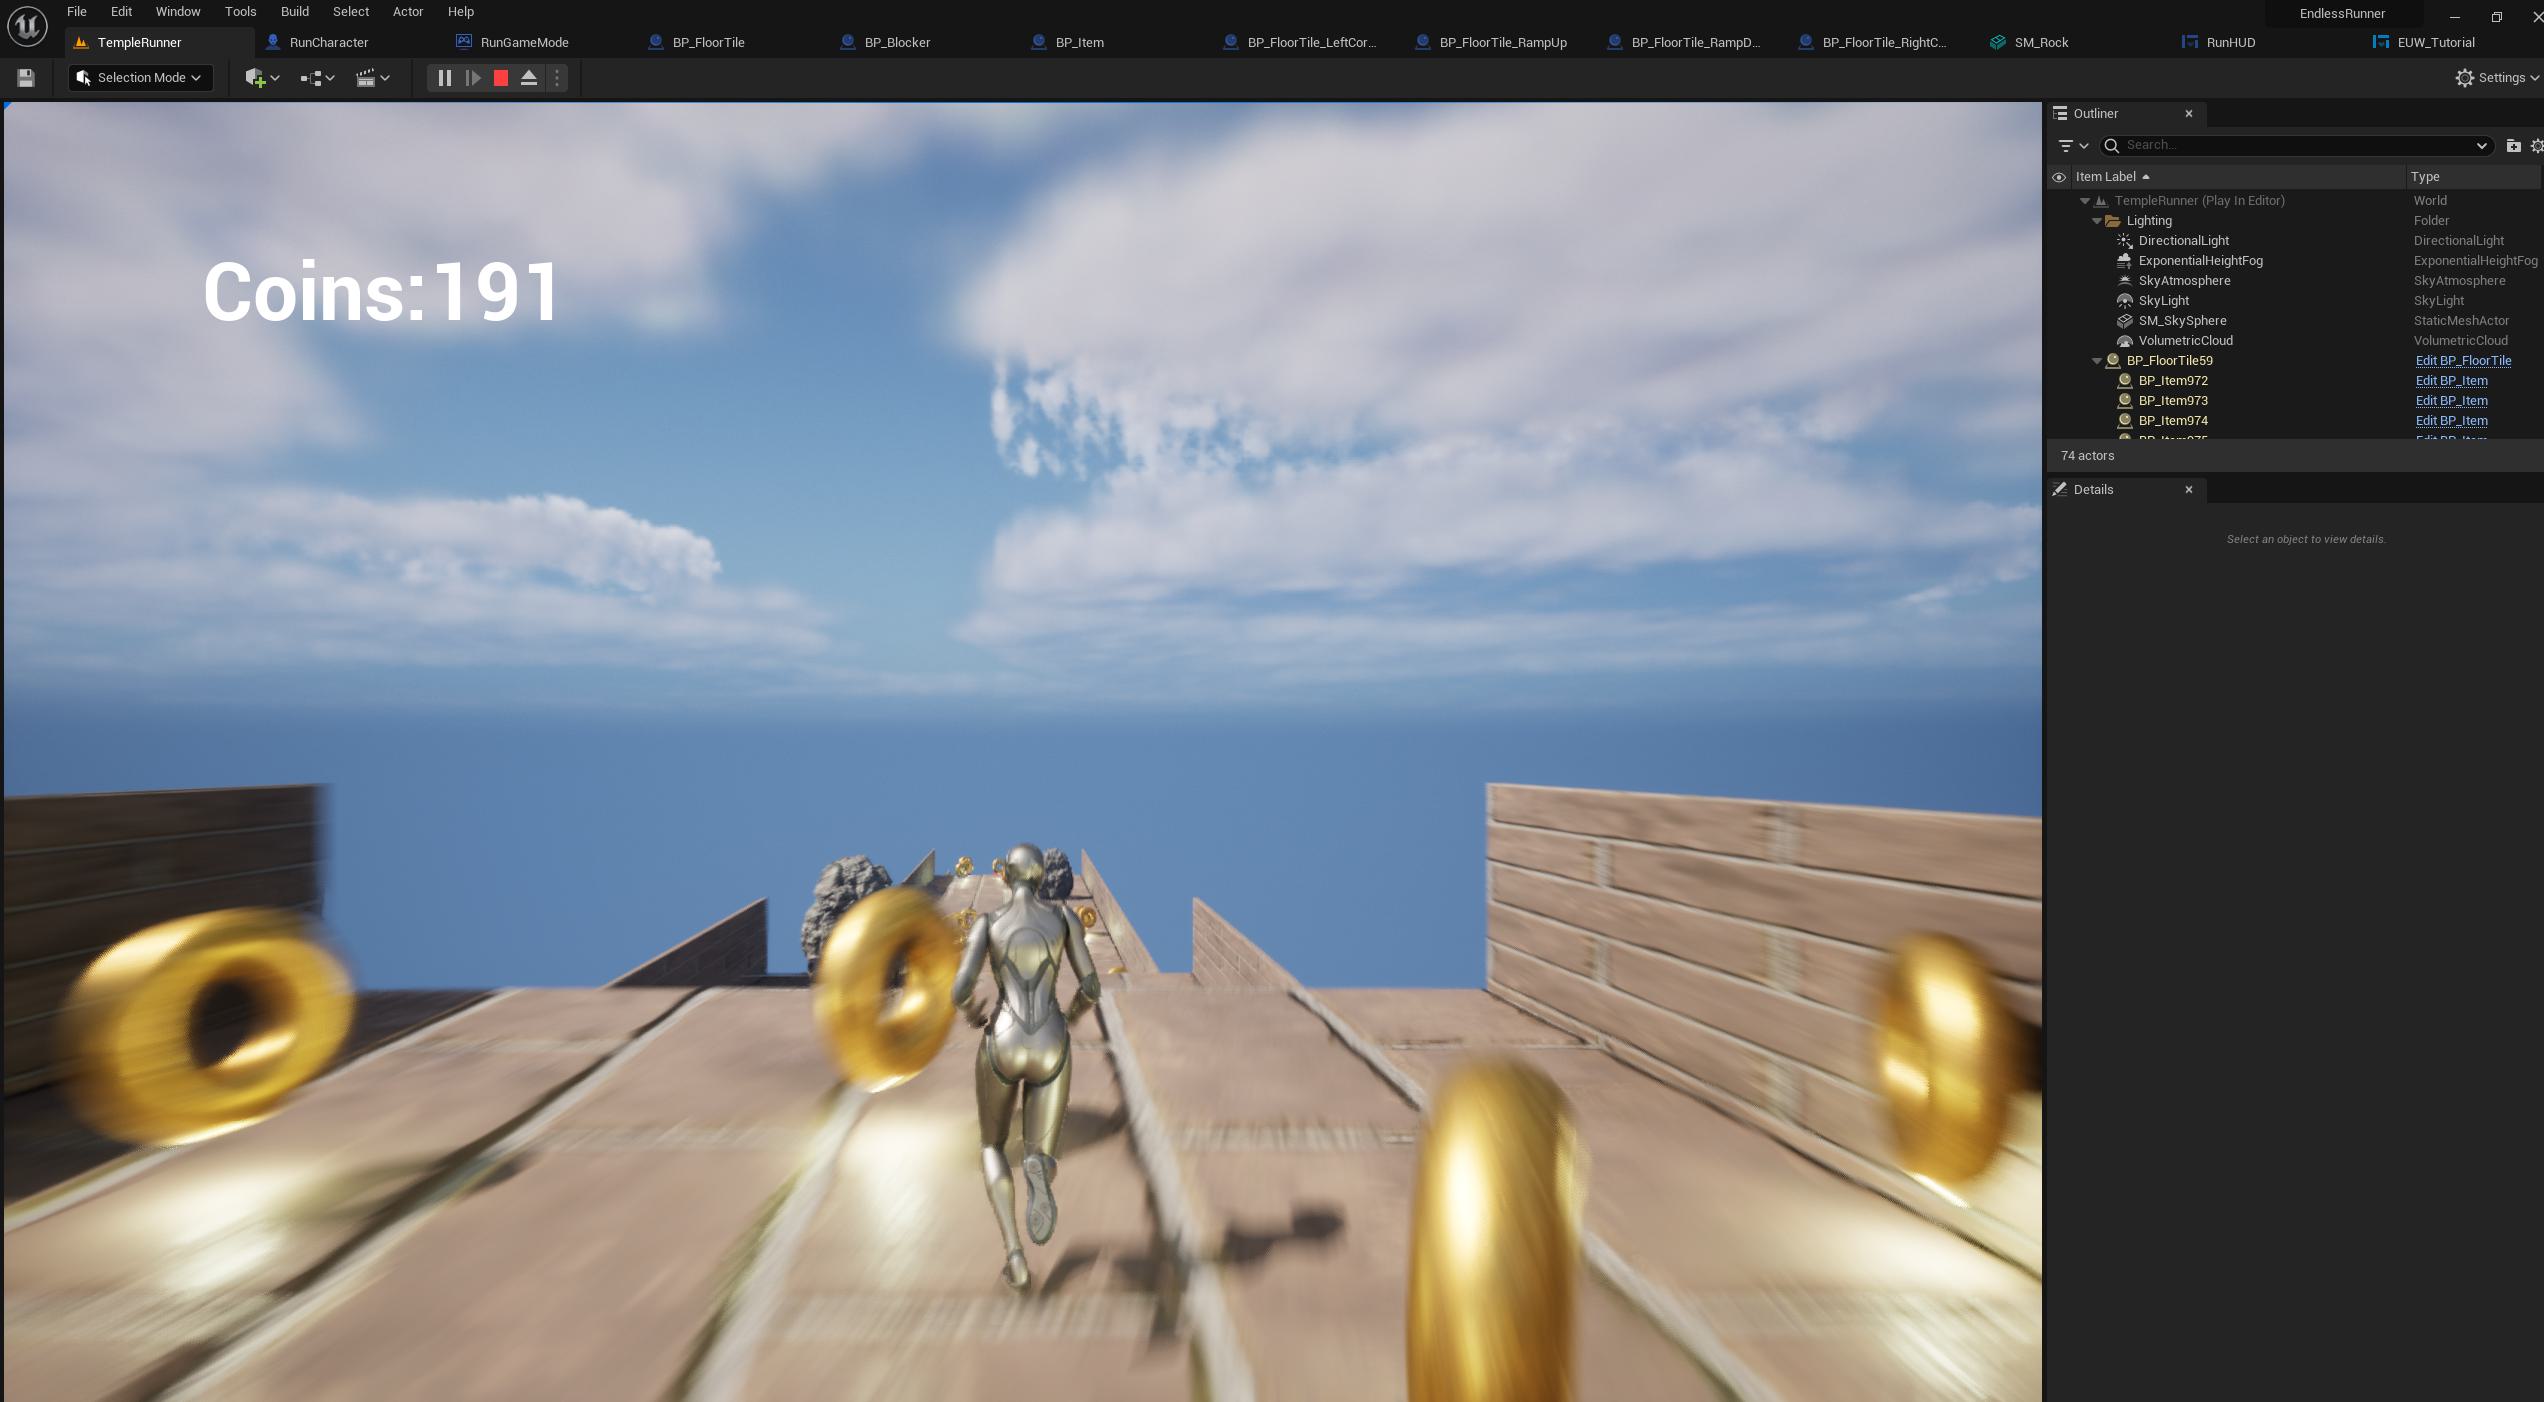 File Edit Window Tools Build Select Actor Help
EndlessRunner
TempleRunner RunCharacter RunGameMode BP_FloorTile BP_Blocker BP_Item BP_FloorTile_LeftCor... BP_FloorTile_RampUp BP_FloorTile_RampD... BP_FloorTile_RightC... SM_Rock RunHUD EUW_Tutorial
Selection Mode
Settings
Coins:191
Outliner
Search...
Item Label Type
TempleRunner (Play In Editor) World
Lighting Folder
DirectionalLight DirectionalLight
ExponentialHeightFog ExponentialHeightFog
SkyAtmosphere SkyAtmosphere
SkyLight SkyLight
SM_SkySphere StaticMeshActor
VolumetricCloud VolumetricCloud
BP_FloorTile59 Edit BP_FloorTile
BP_Item972 Edit BP_Item
BP_Item973 Edit BP_Item
BP_Item974 Edit BP_Item
74 actors
Details
Select an object to view details.